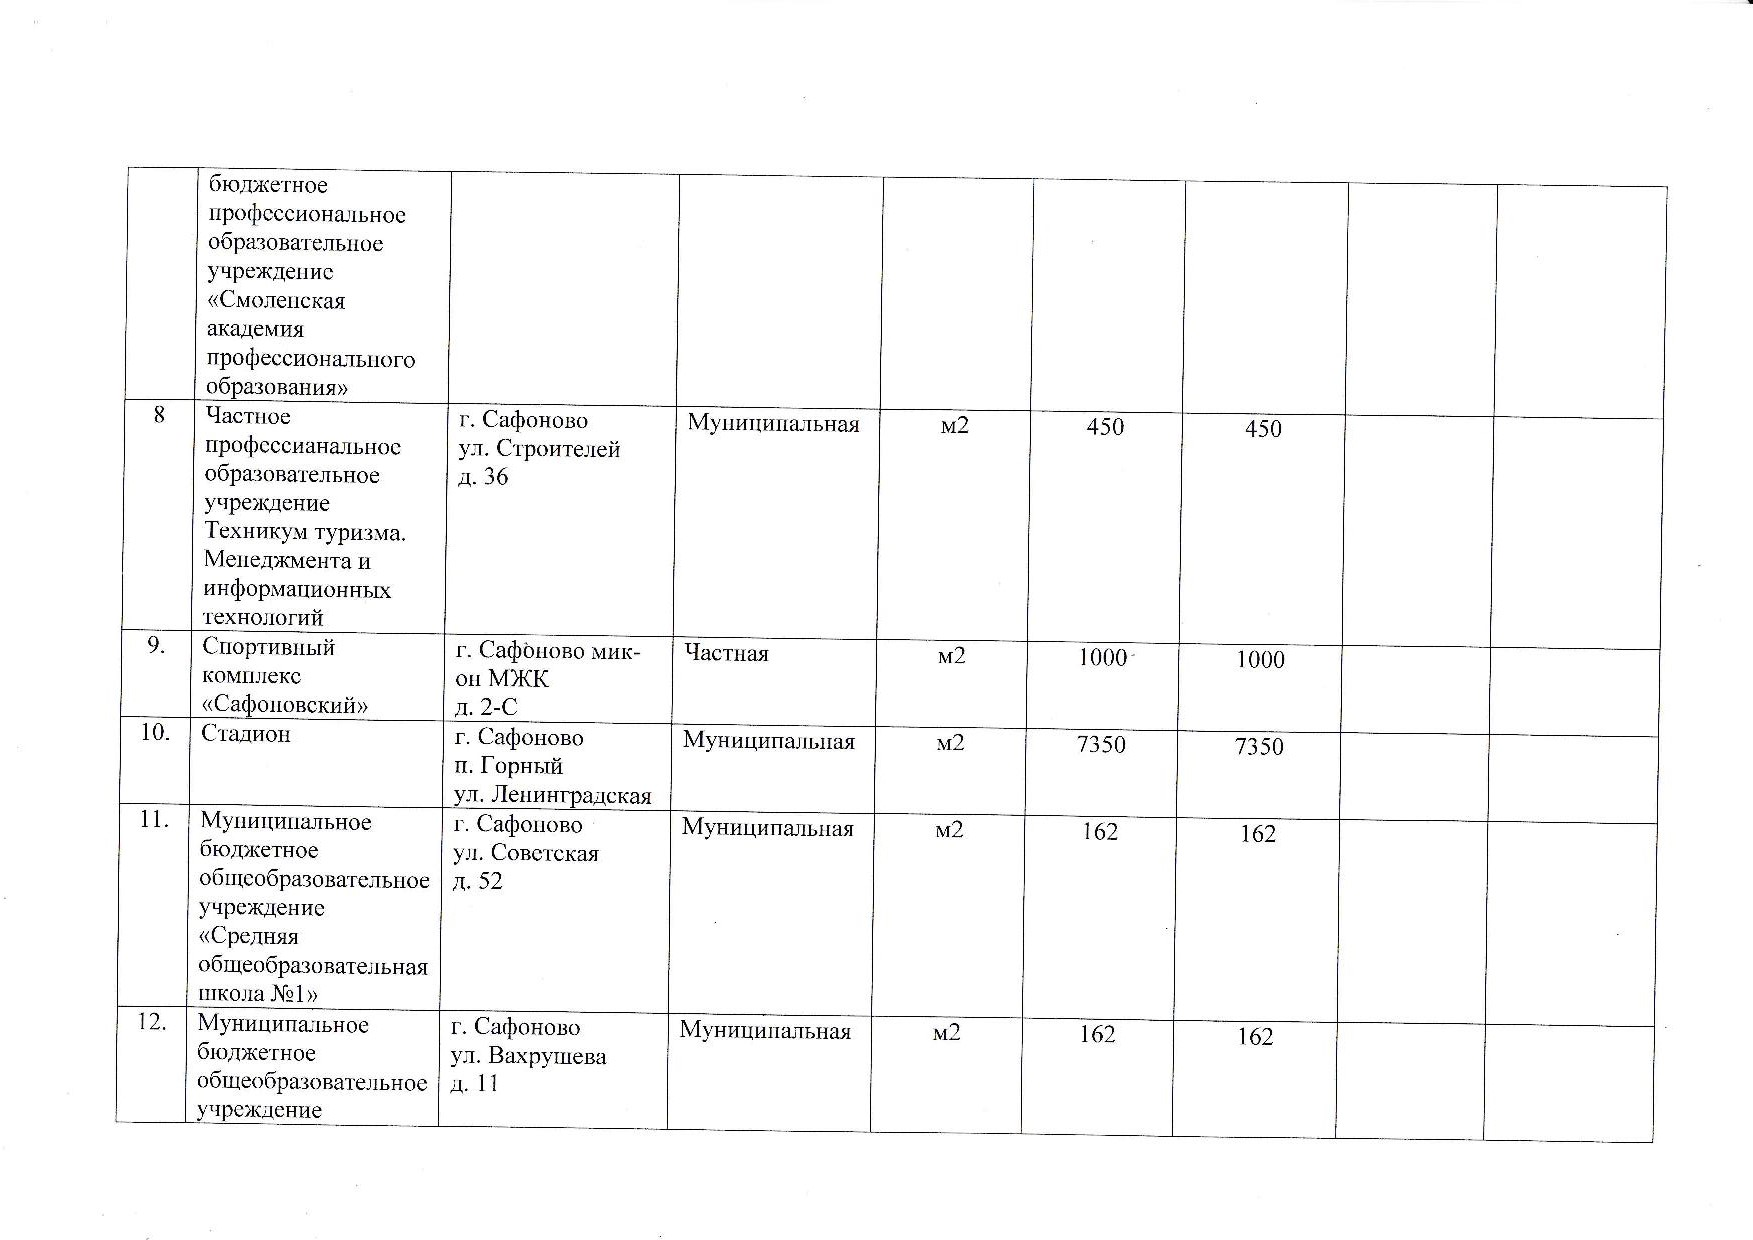 бюджетное
профессиональное
образовательное
учреждение
«Смоленская
академия
профессионального
образования»
8
Частное
профессианальное
образовательное
учреждение
Техникум туризма.
Менеджмента и
информационных
технологий
г. Сафоново
ул. Строителей
д. 36
Муниципальная
м2
450
450
9.
Спортивный
комплекс
«Сафоновский»
г. Сафоново мик-
он МЖК
д. 2-С
Частная
м2
1000
1000
10.
Стадион
г. Сафоново
п. Горный
ул. Ленинградская
Муниципальная
м2
7350
7350
11.
Муниципальное
бюджетное
общеобразовательное
учреждение
«Средняя
общеобразовательная
школа №1»
г. Сафоново
ул. Советская
д. 52
Муниципальная
м2
162
162
12.
Муниципальное
бюджетное
общеобразовательное
учреждение
г. Сафоново
ул. Вахрушева
д. 11
Муниципальная
м2
162
162